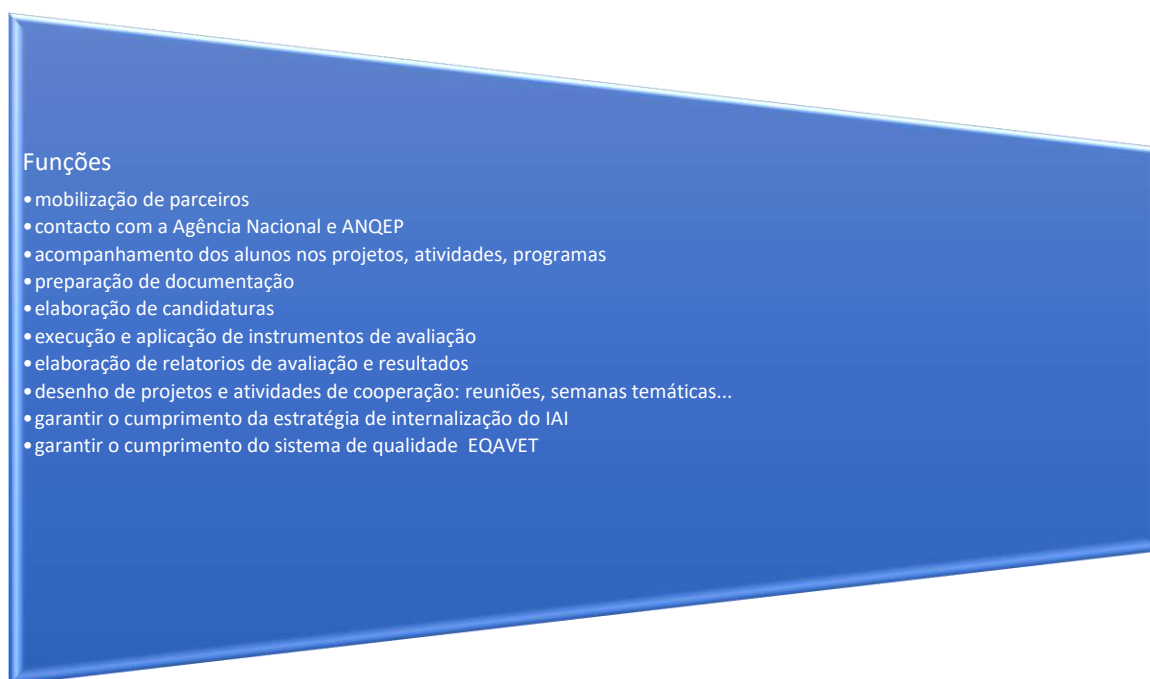 Funções
•mobilização de parceiros
•contacto com a Agência Nacional e ANQEP
•acompanhamento dos alunos nos projetos, atividades, programas
•preparação de documentação
•elaboração de candidaturas
•execução e aplicação de instrumentos de avaliação
•elaboração de relatorios de avaliação e resultados
•desenho de projetos e atividades de cooperação: reuniões, semanas temáticas...
•garantir o cumprimento da estratégia de internalização do IAI
•garantir o cumprimento do sistema de qualidade  EQAVET